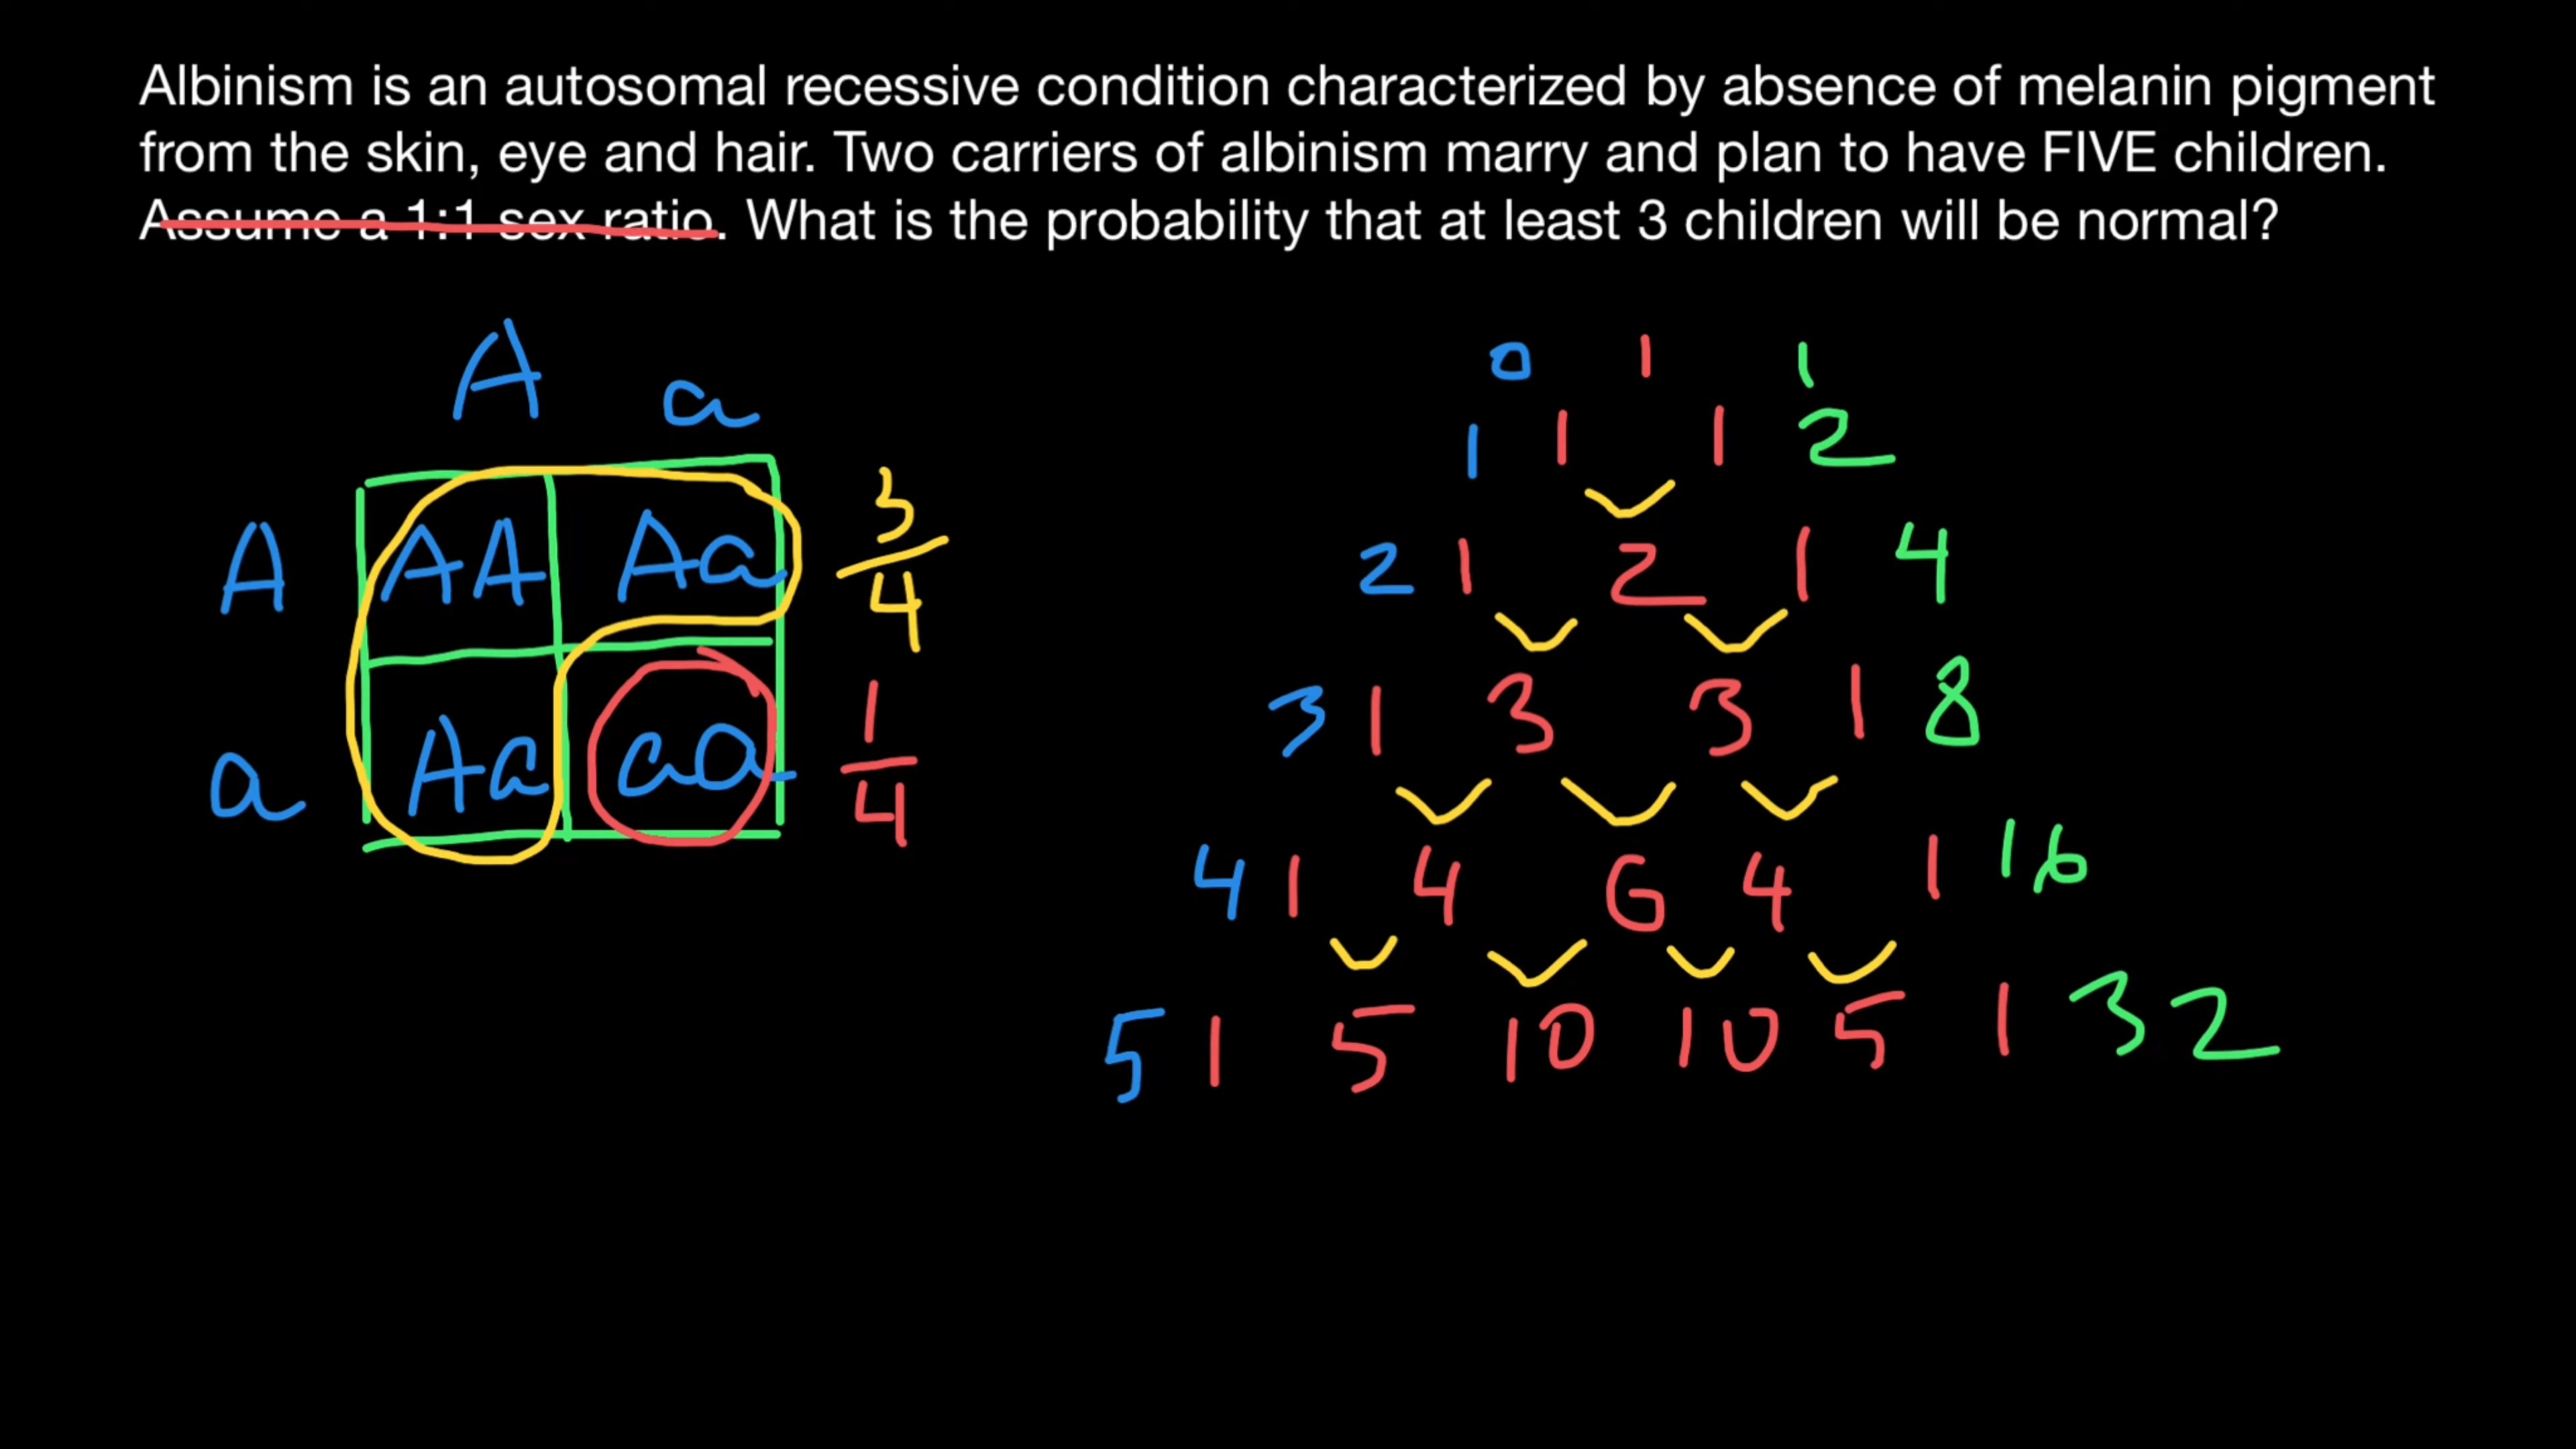 Albinism is an autosomal recessive condition characterized by absence of melanin pigment
from the skin, eye and hair. Two carriers of albinism marry and plan to have FIVE children.
Assume a 1:1 sex ratio. What is the probability that at least 3 children will be normal?
A a
A AA Aa 3/4
a Aa aa 1/4
0 1 1
1 1 1 2
2 1 2 1 4
3 1 3 3 1 8
4 1 4 6 4 1 16
5 1 5 10 10 5 1 32